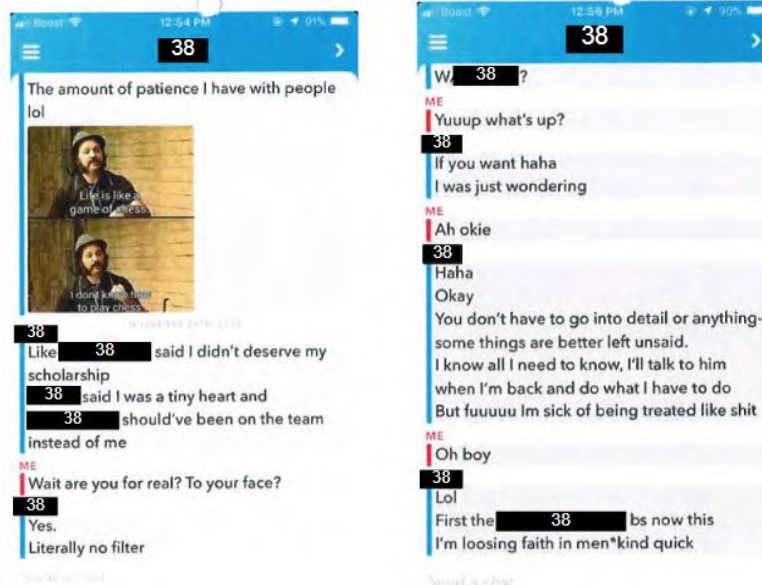 Boost 12:54 PM 91%
38
The amount of patience I have with people
lol
Life is like a
game of chess.
I dont know how
to play chess.
38
Like 38 said I didn't deserve my
scholarship
38 said I was a tiny heart and
38 should've been on the team
instead of me
ME
Wait are you for real? To your face?
38
Yes.
Literally no filter
Boost 12:56 PM 90%
38
W 38 ?
ME
Yuuup what's up?
38
If you want haha
I was just wondering
ME
Ah okie
38
Haha
Okay
You don't have to go into detail or anything-
some things are better left unsaid.
I know all I need to know, I'll talk to him
when I'm back and do what I have to do
But fuuuuu Im sick of being treated like shit
ME
Oh boy
38
Lol
First the 38 bs now this
I'm loosing faith in men*kind quick
Send a chat